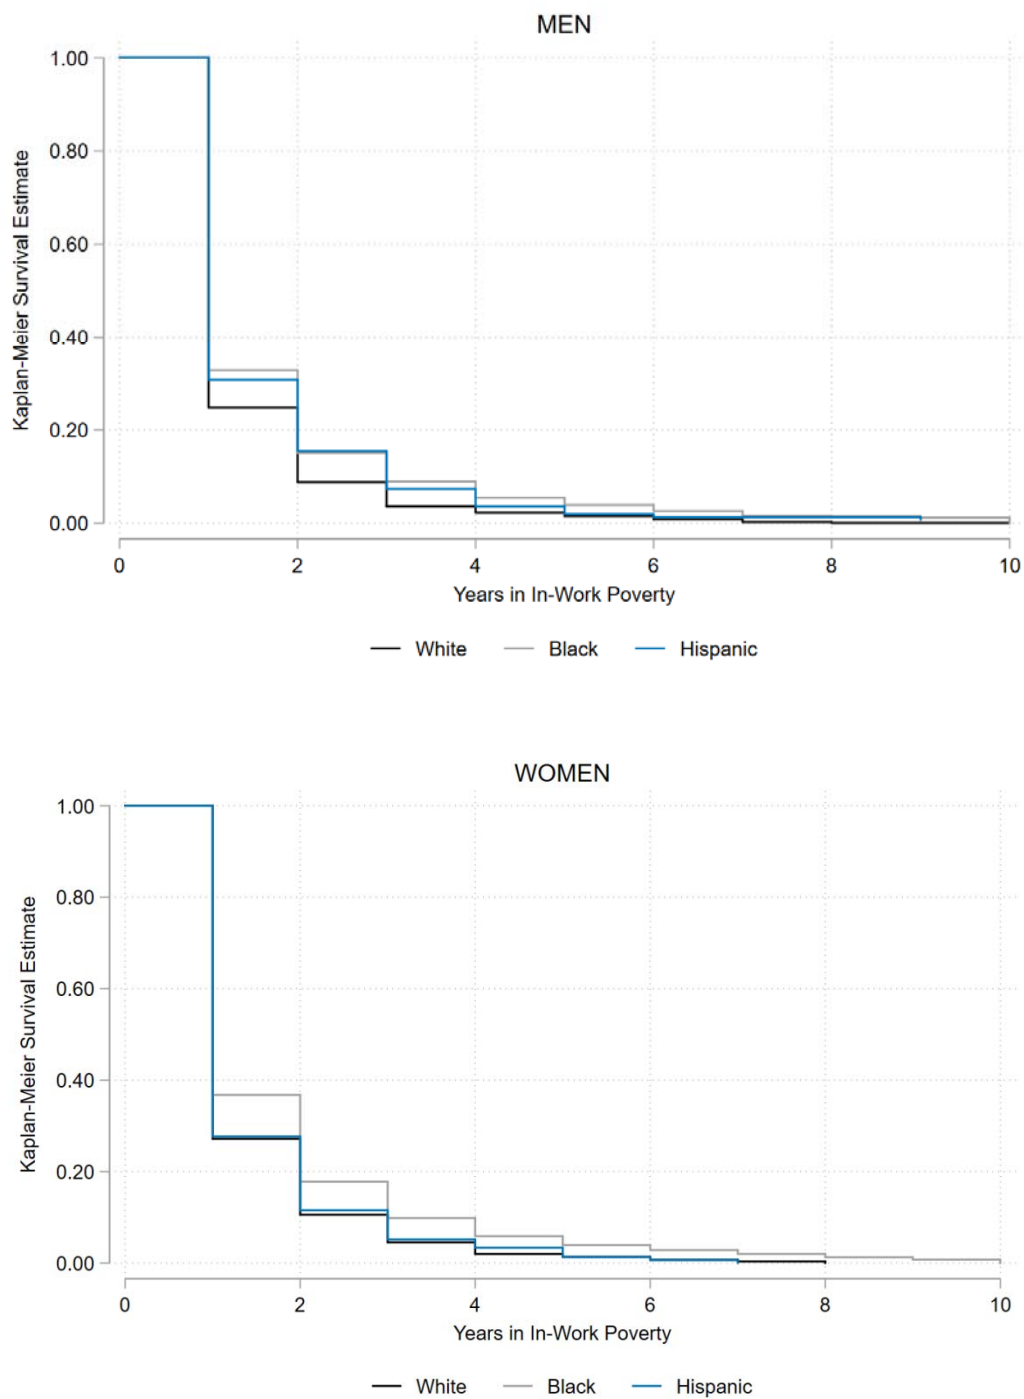 MEN
Kaplan-Meier Survival Estimate
1.00
0.80
0.60
0.40
0.20
0.00
0 2 4 6 8 10
Years in In-Work Poverty
White Black Hispanic
WOMEN
Kaplan-Meier Survival Estimate
1.00
0.80
0.60
0.40
0.20
0.00
0 2 4 6 8 10
Years in In-Work Poverty
White Black Hispanic